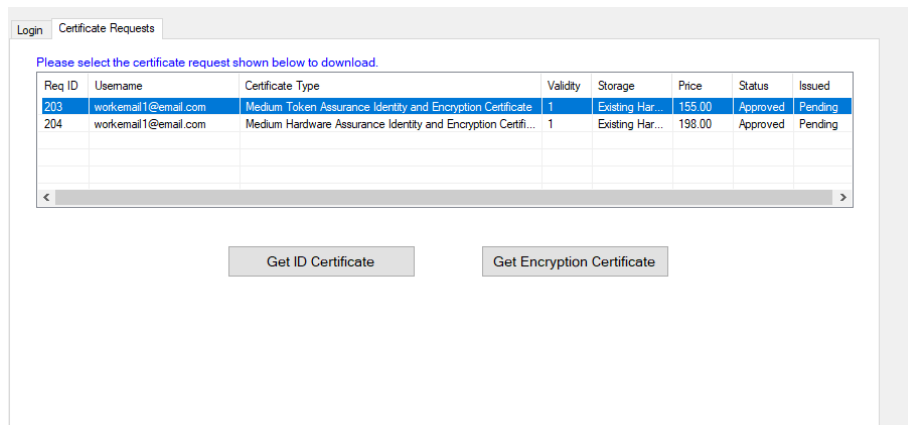 Login Certificate Requests
Please select the certificate request shown below to download.
Req ID Username Certificate Type Validity Storage Price Status Issued
203 workemail1@email.com Medium Token Assurance Identity and Encryption Certificate 1 Existing Har... 155.00 Approved Pending
204 workemail1@email.com Medium Hardware Assurance Identity and Encryption Certifi... 1 Existing Har... 198.00 Approved Pending
Get ID Certificate Get Encryption Certificate